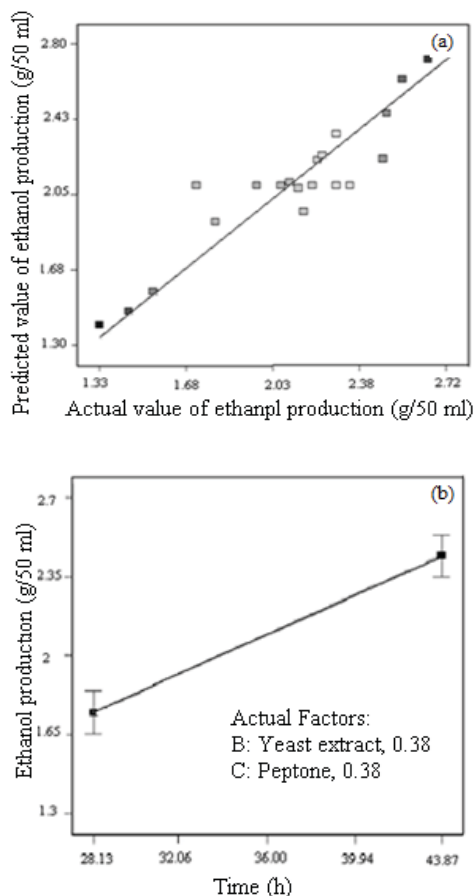 (a)
Predicted value of ethanol production (g/50 ml)
2.80
2.43
2.05
1.68
1.30
1.33 1.68 2.03 2.38 2.72
Actual value of ethanpl production (g/50 ml)
(b)
Ethanol production (g/50 ml)
2.7
2.35
2
1.65
1.3
Actual Factors:
B: Yeast extract, 0.38
C: Peptone, 0.38
28.13 32.06 36.00 39.94 43.87
Time (h)